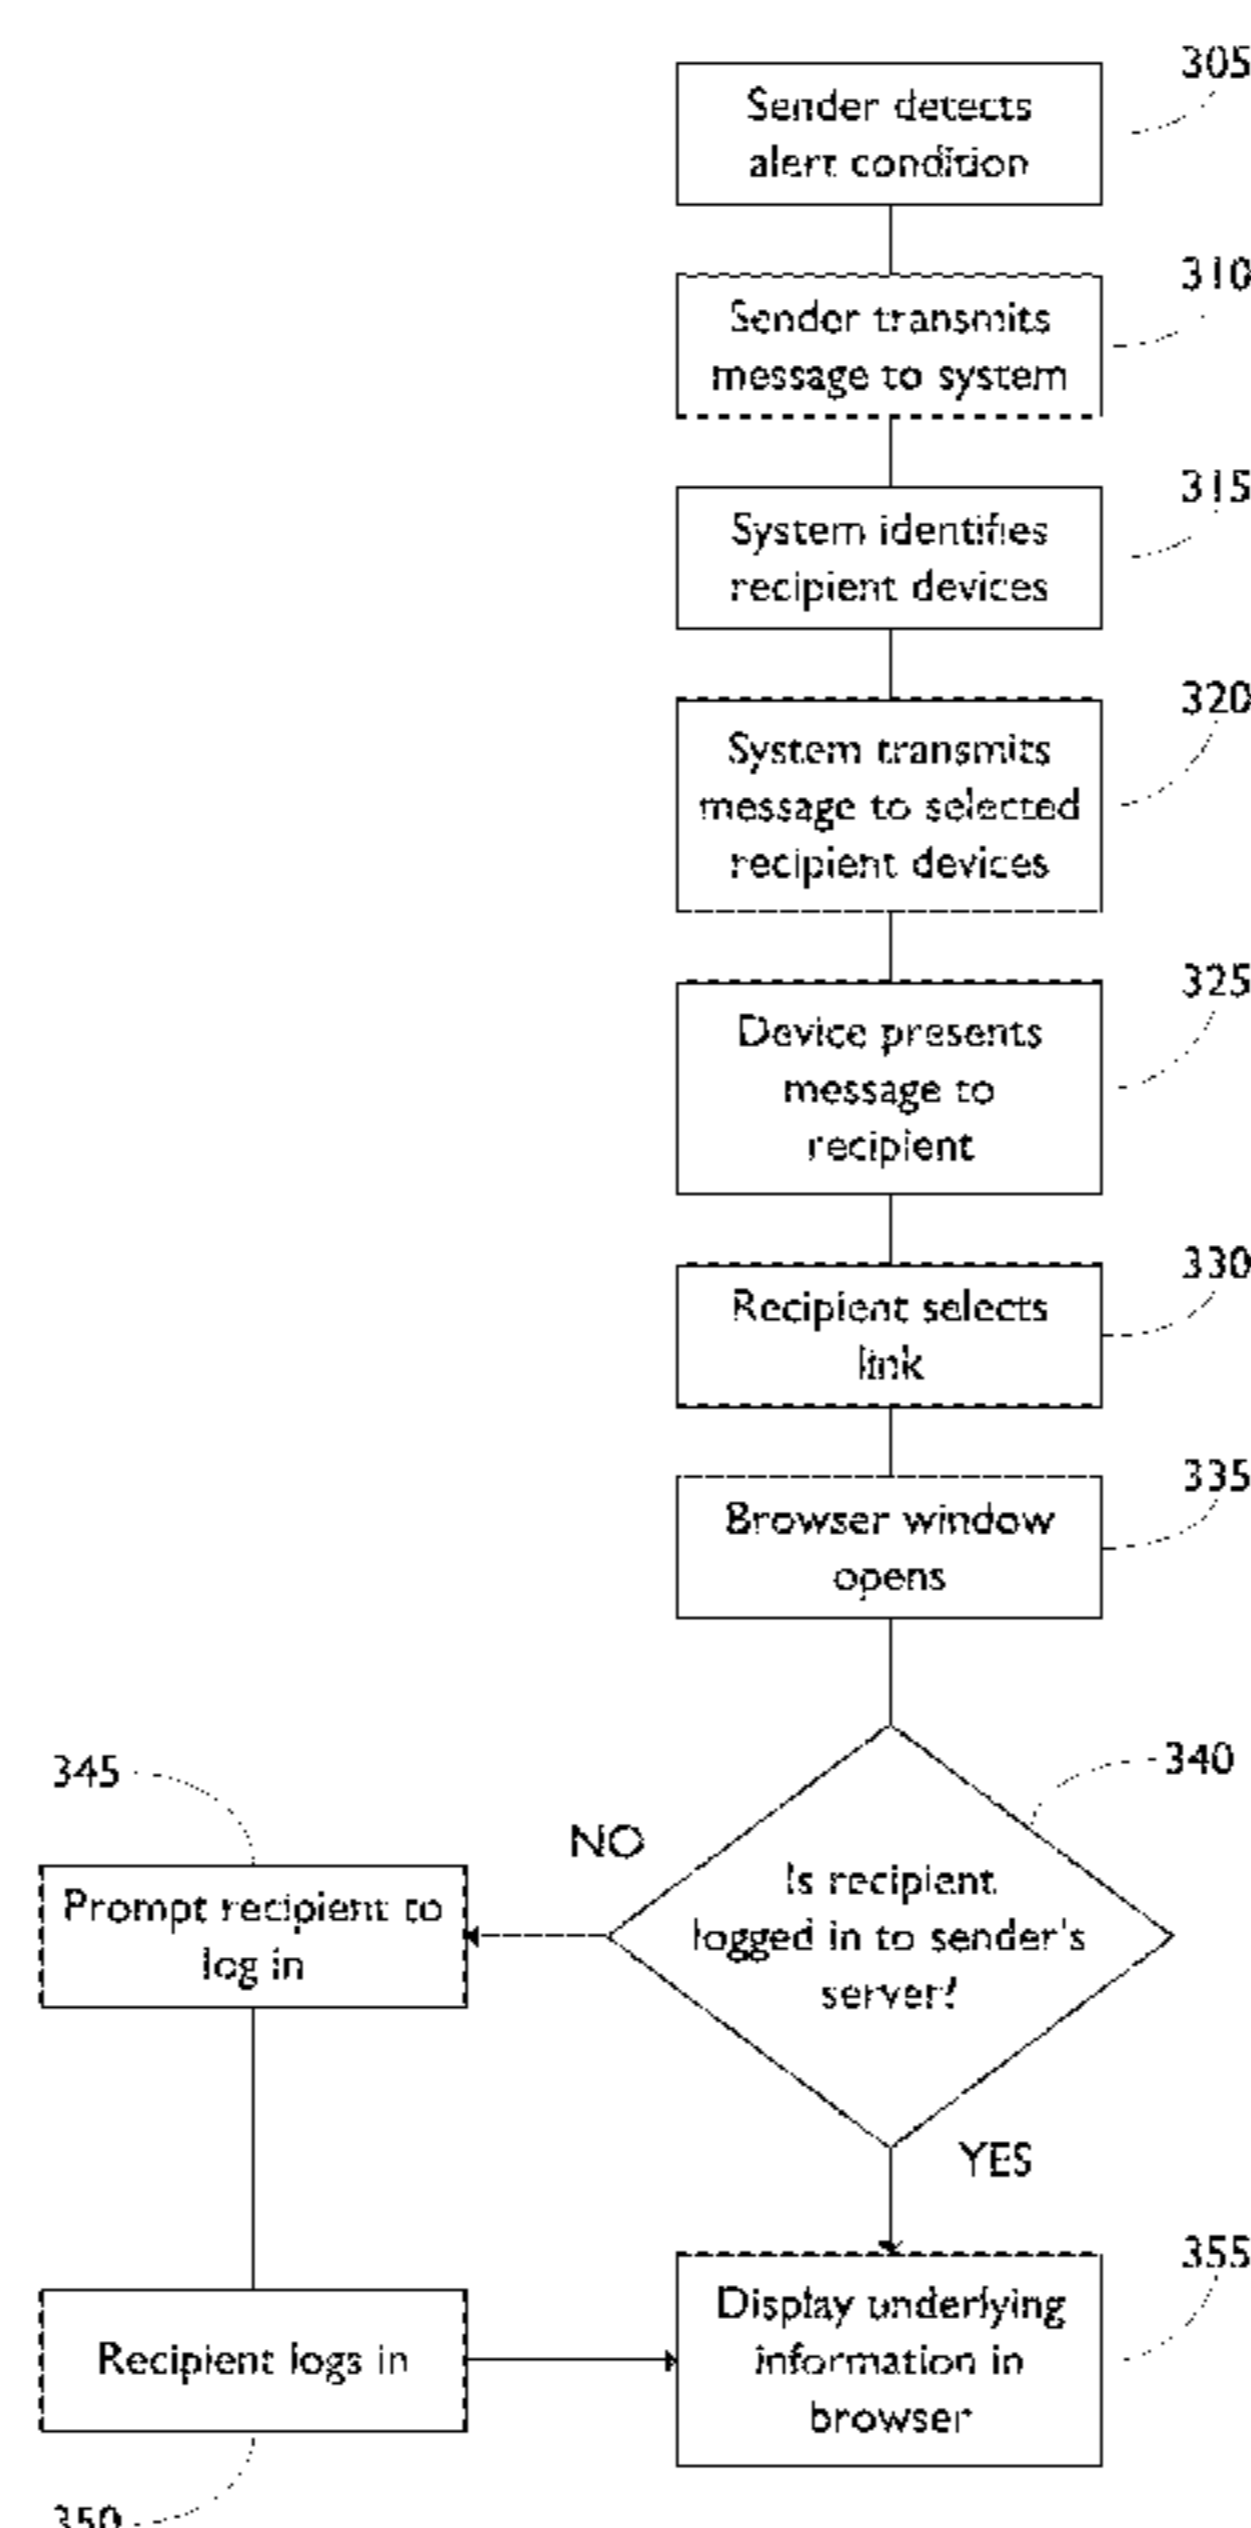 305
Sender detects
alert condition
310
Sender transmits
message to system
315
System identifies
recipient devices
320
System transmits
message to selected
recipient devices
325
Device presents
message to
recipient
330
Recipient selects
link
335
Browser window
opens
340
345
NO
Is recipient
logged in to sender's
server?
Prompt recipient to
log in
YES
355
Display underlying
information in
browser
Recipient logs in
350